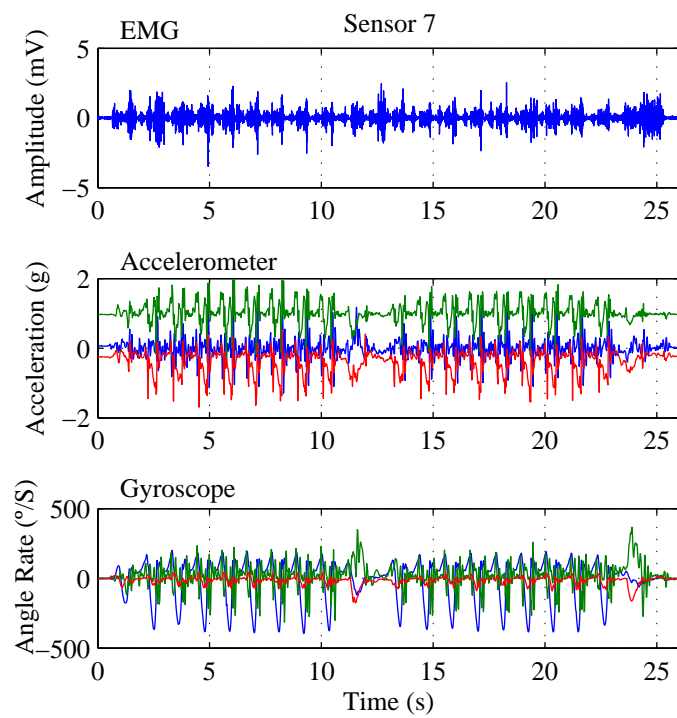 EMG Sensor 7
Amplitude (mV)
5
0
−5
0 5 10 15 20 25
Accelerometer
Acceleration (g)
2
0
−2
0 5 10 15 20 25
Gyroscope
Angle Rate (º/S)
500
0
−500
0 5 10 15 20 25
Time (s)